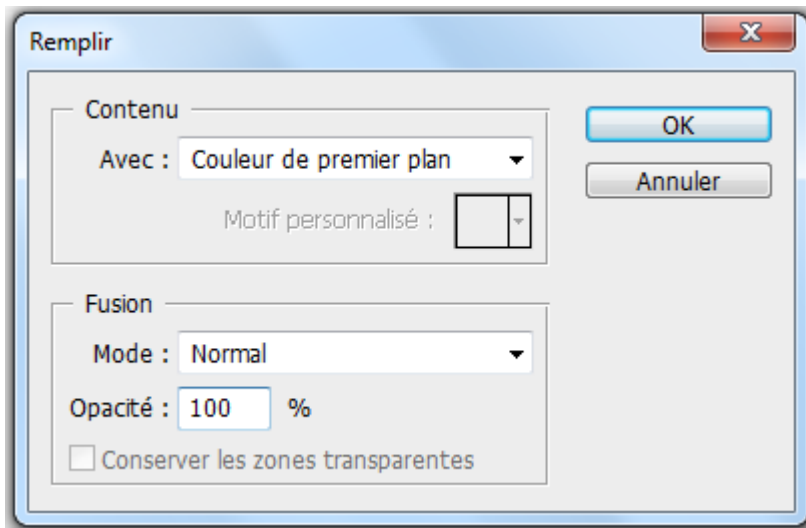 Remplir
Contenu
Avec : Couleur de premier plan
Motif personnalisé :
OK
Annuler
Fusion
Mode : Normal
Opacité : 100 %
Conserver les zones transparentes